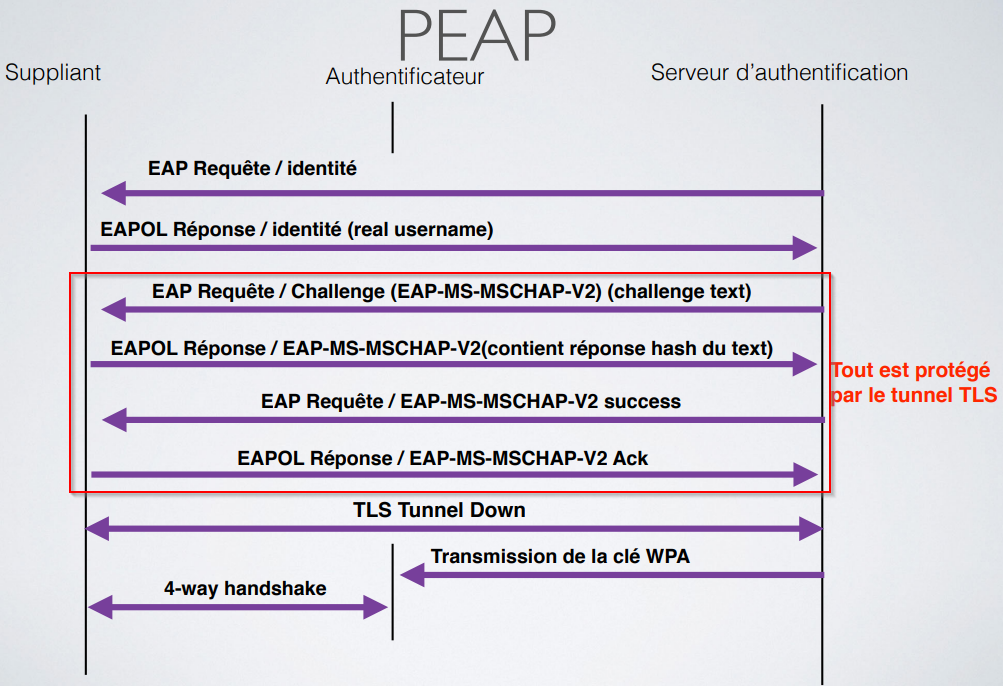 PEAP
Suppliant
Authentificateur
Serveur d'authentification
EAP Requête / identité
EAPOL Réponse / identité (real username)
EAP Requête / Challenge (EAP-MS-MSCHAP-V2) (challenge text)
EAPOL Réponse / EAP-MS-MSCHAP-V2(contient réponse hash du text)
Tout est protégé
par le tunnel TLS
EAP Requête / EAP-MS-MSCHAP-V2 success
EAPOL Réponse / EAP-MS-MSCHAP-V2 Ack
TLS Tunnel Down
Transmission de la clé WPA
4-way handshake